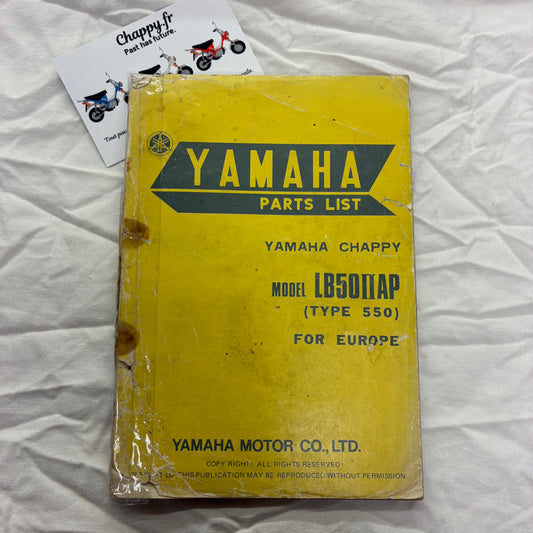 Chappy.fr
Past has future.
YAMAHA
PARTS LIST
YAMAHA CHAPPY
MODEL LB50IIAP
(TYPE 550)
FOR EUROPE
YAMAHA MOTOR CO., LTD.
COPY RIGHT: ALL RIGHTS RESERVED
OF THIS PUBLICATION MAY BE REPRODUCED WITHOUT PERMISSION.